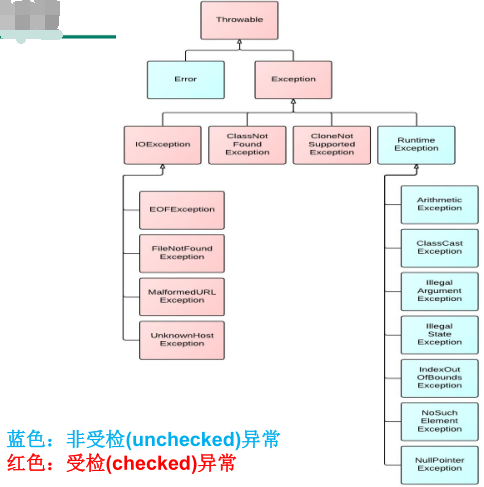 Throwable
Error
Exception
IOException
ClassNot
Found
Exception
CloneNot
Supported
Exception
Runtime
Exception
EOFException
FileNotFound
Exception
MalformedURL
Exception
UnknownHost
Exception
Arithmetic
Exception
ClassCast
Exception
Illegal
Argument
Exception
Illegal
State
Exception
IndexOut
OfBounds
Exception
NoSuch
Element
Exception
NullPointer
Exception
蓝色：非受检(unchecked)异常
红色：受检(checked)异常